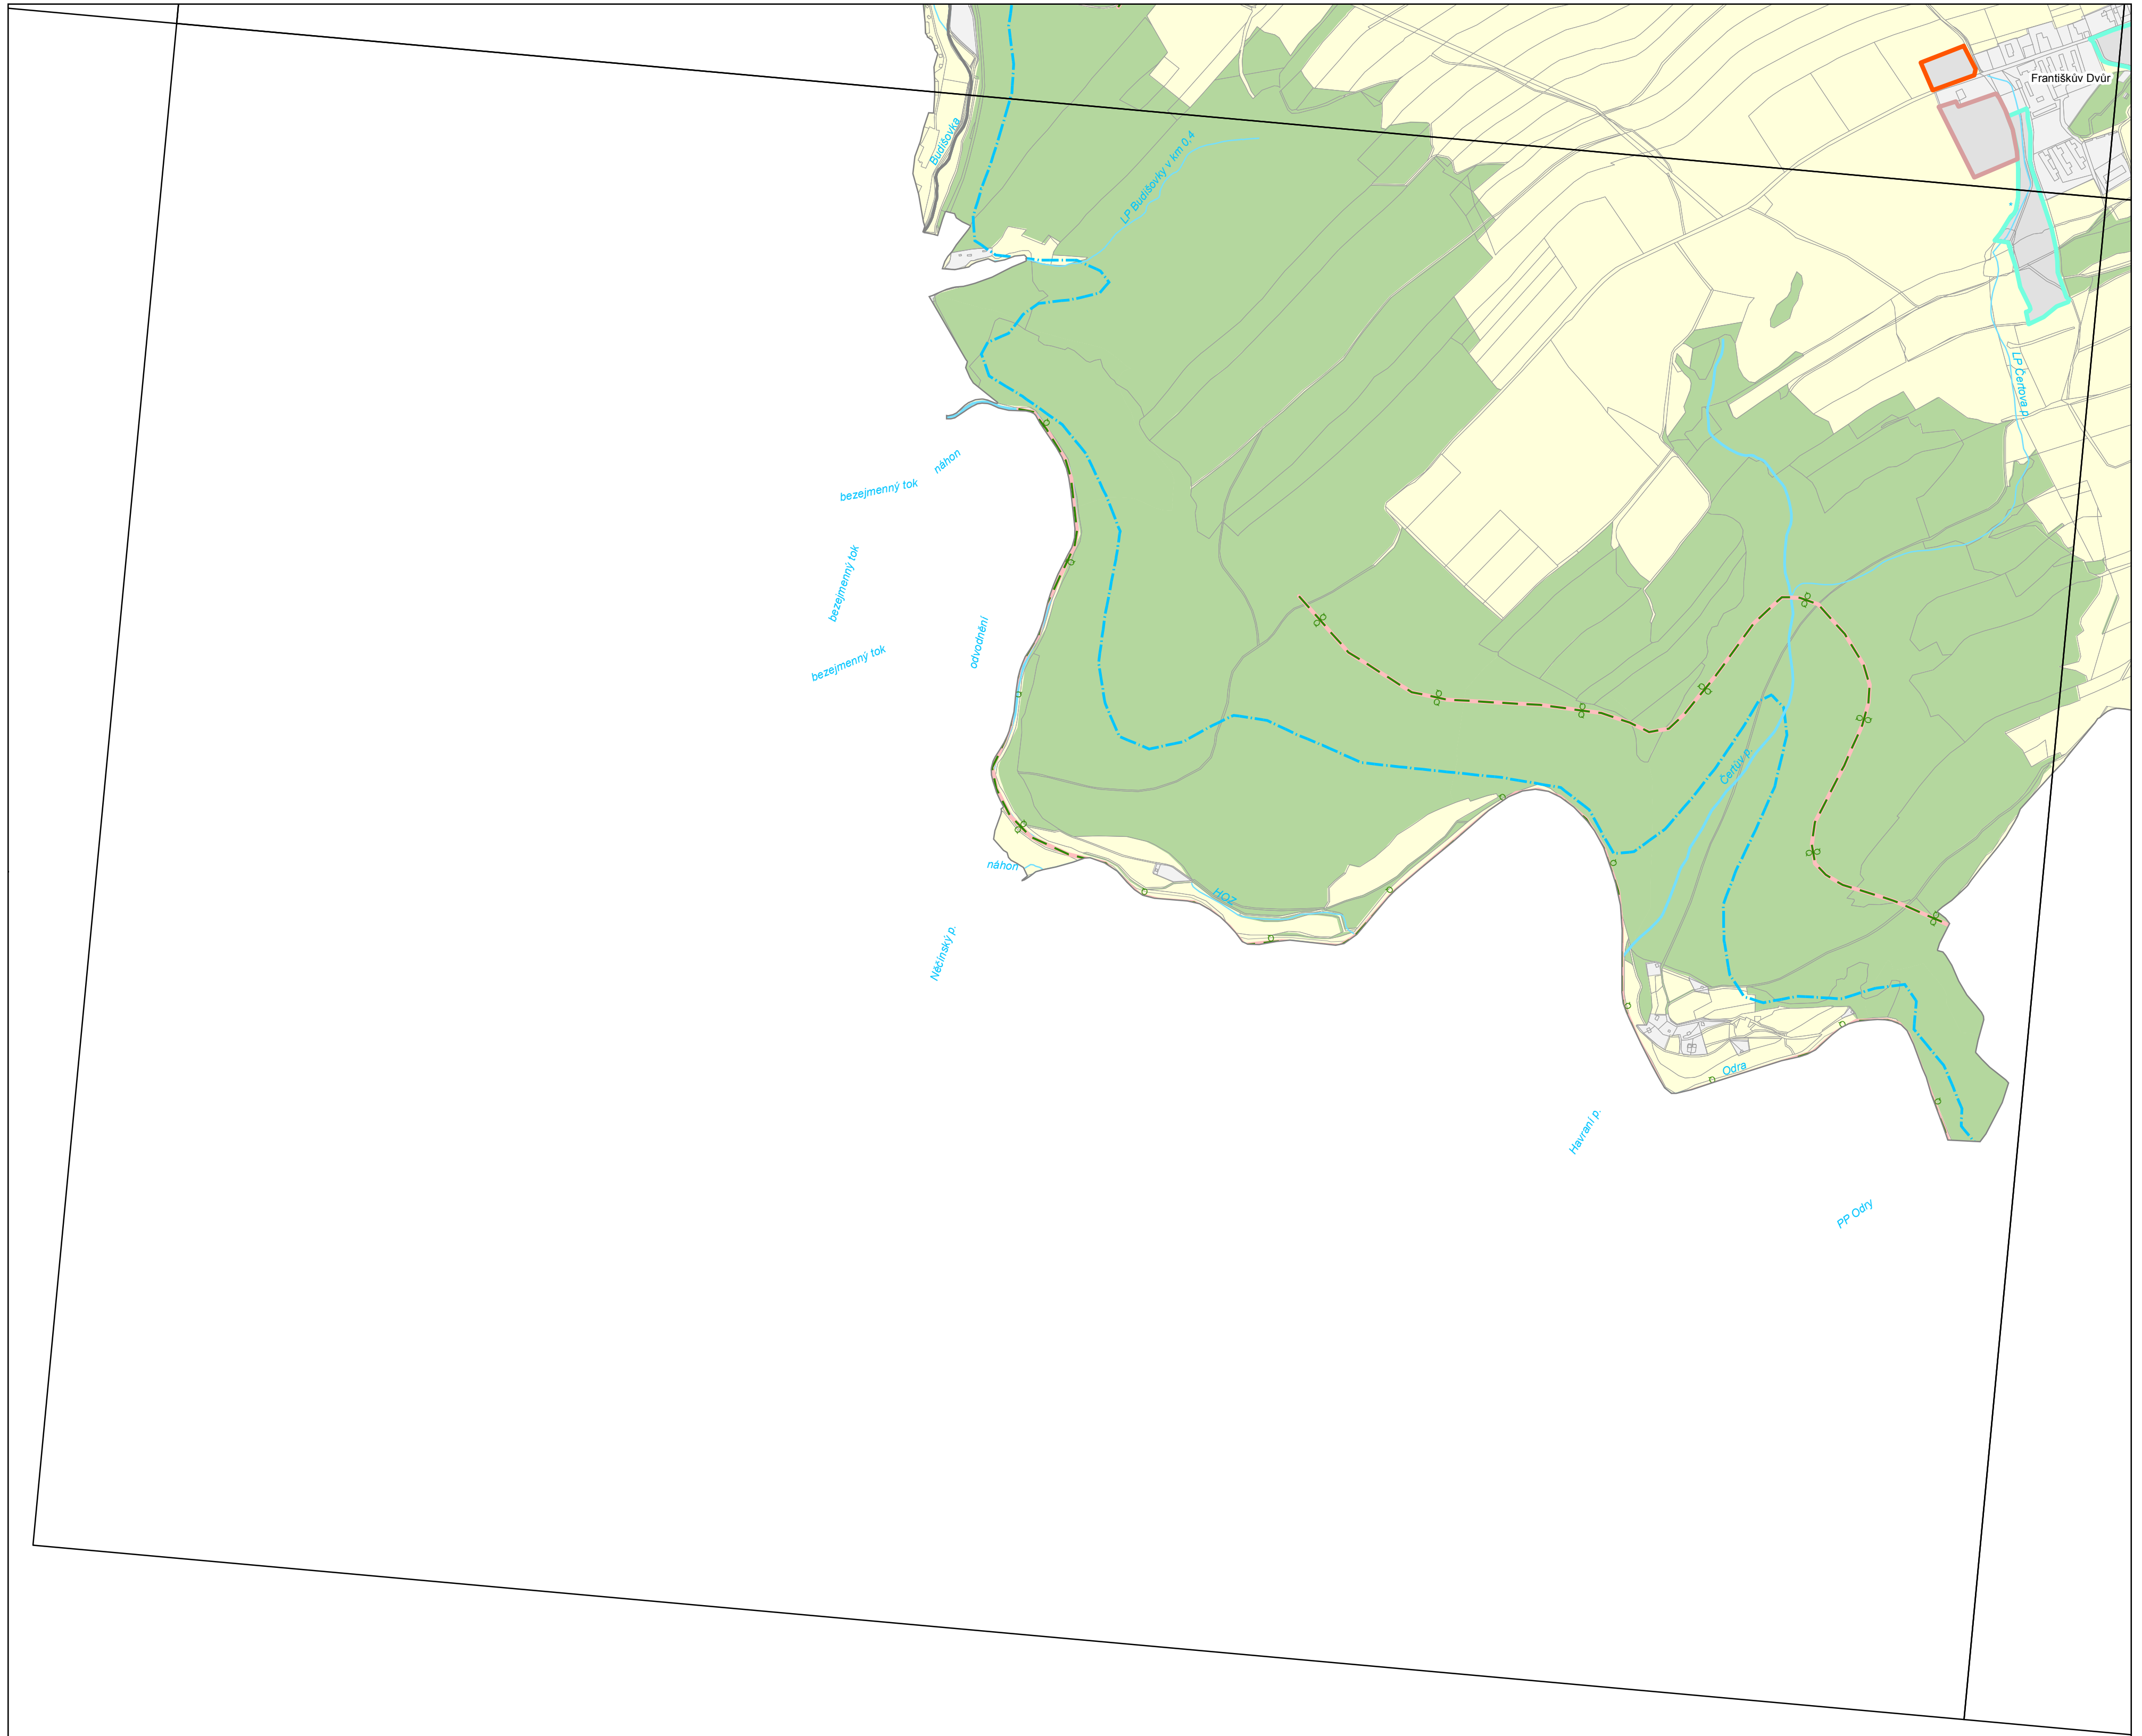 Františkův Dvůr
Budišovka
LP Budišovky v km 0,4
LP Čertova p.
náhon
bezejmenný tok
bezejmenný tok
odvodnění
bezejmenný tok
Čertův p.
náhon
HOZ
Něčínský p.
Odra
Havraní p.
PP Odry